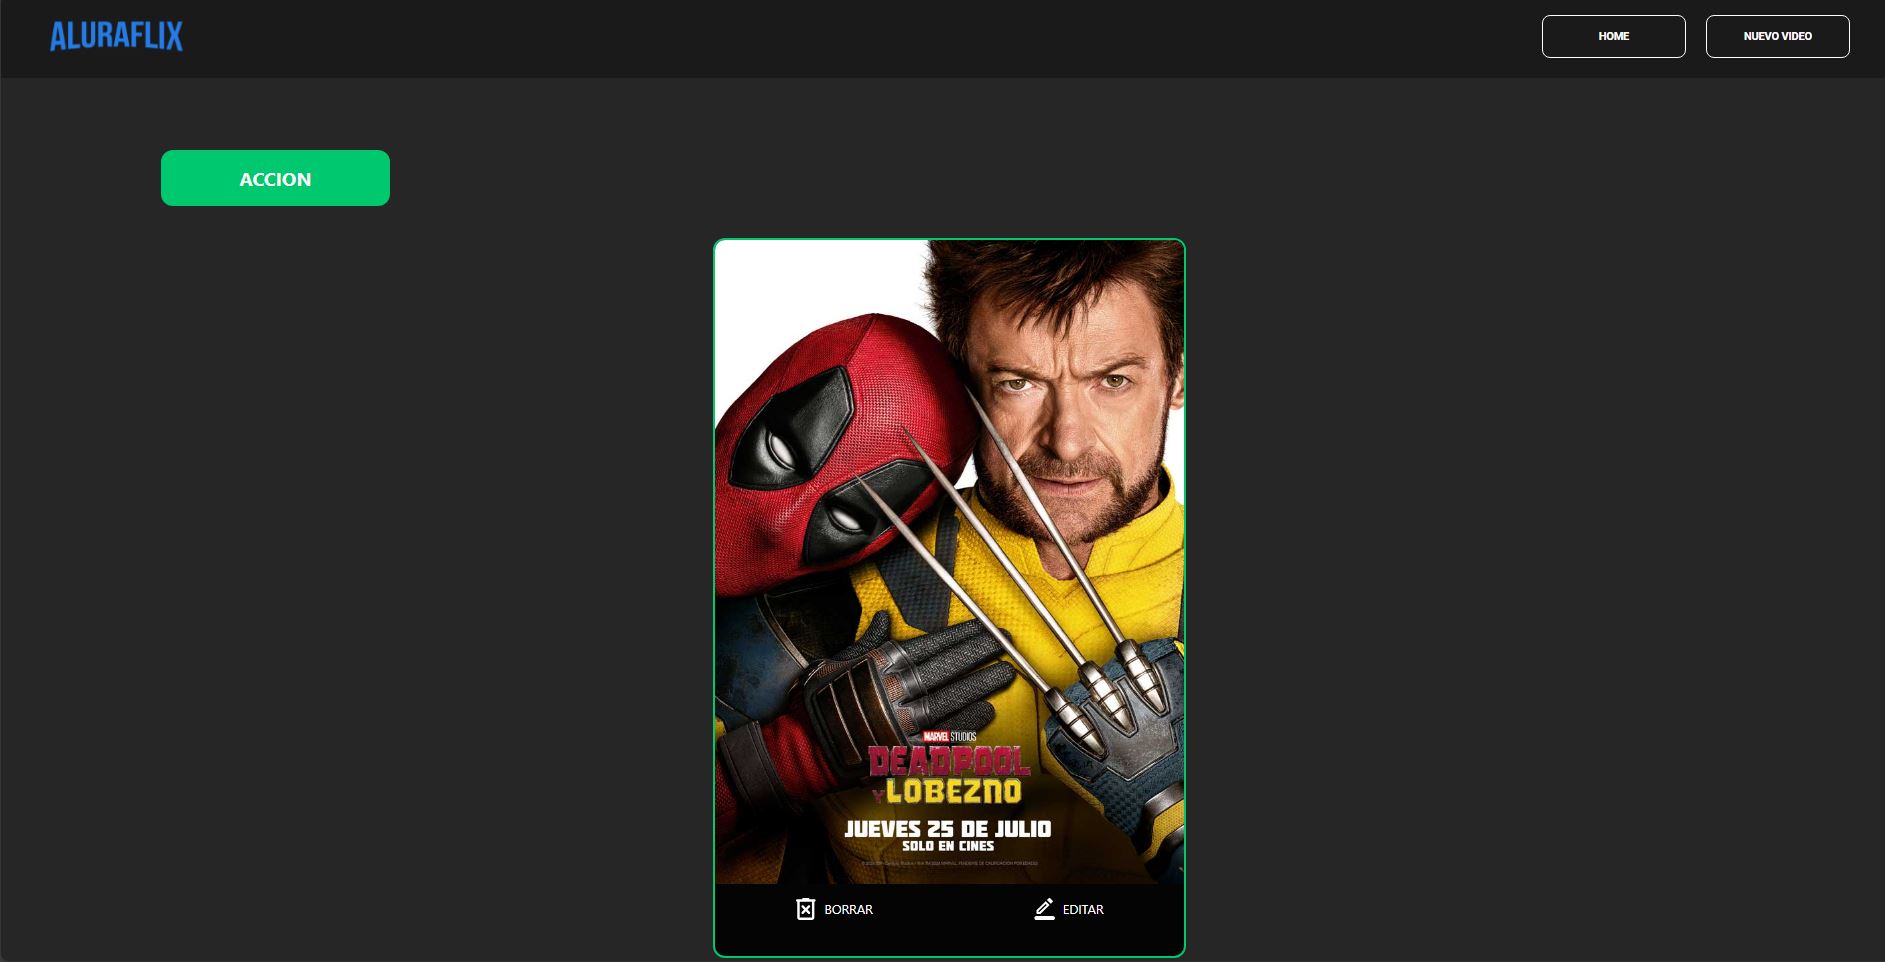 ALURAFLIX
HOME
NUEVO VIDEO
ACCION
MARVEL STUDIOS
DEADPOOL
Y LOBEZNO
JUEVES 25 DE JULIO
SOLO EN CINES
BORRAR
EDITAR